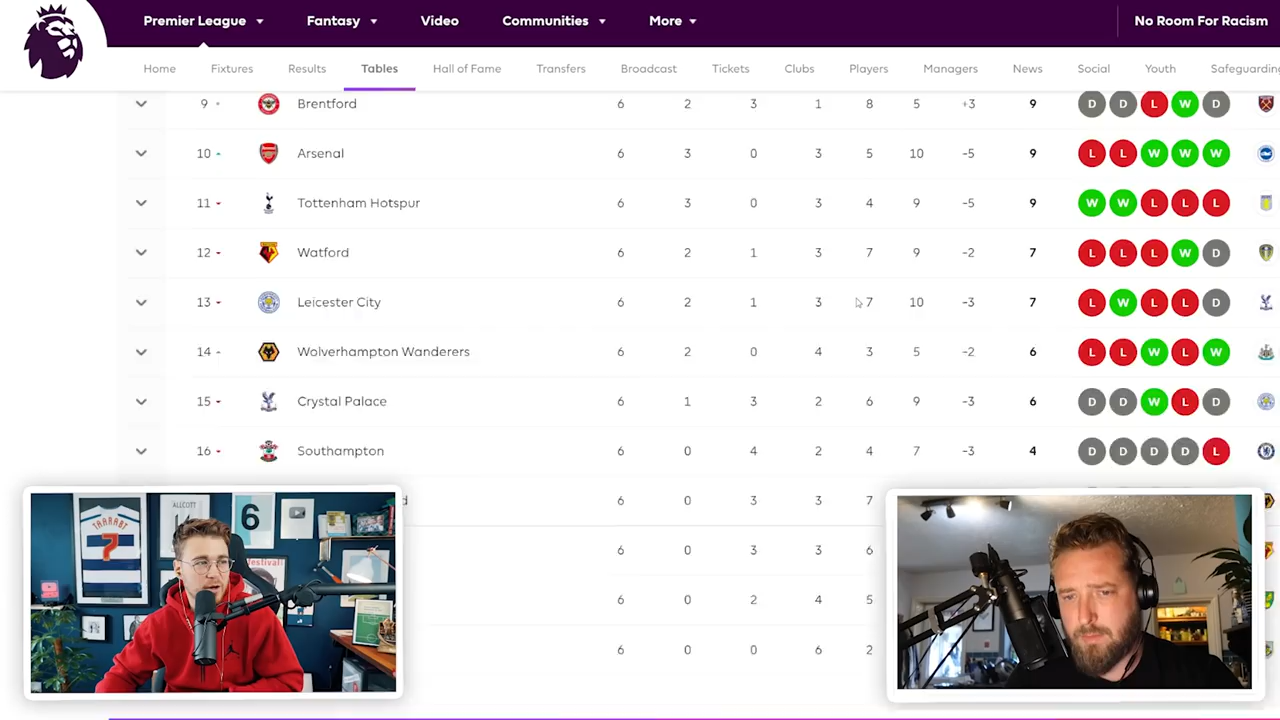 Premier League Fantasy Video Communities More No Room For Racism
Home Fixtures Results Tables Hall of Fame Transfers Broadcast Tickets Clubs Players Managers News Social Youth Safeguarding
9 Brentford 6 2 3 1 8 5 +3 9 D D L W D
10 Arsenal 6 3 0 3 5 10 -5 9 L L W W W
11 Tottenham Hotspur 6 3 0 3 4 9 -5 9 W W L L L
12 Watford 6 2 1 3 7 9 -2 7 L L L W D
13 Leicester City 6 2 1 3 7 10 -3 7 L W L L D
14 Wolverhampton Wanderers 6 2 0 4 3 5 -2 6 L L W L W
15 Crystal Palace 6 1 3 2 6 9 -3 6 D D W L D
16 Southampton 6 0 4 2 4 7 -3 4 D D D D L
d 6 0 3 3 7
6 0 3 3 6
6 0 2 4 5
6 0 0 6 2
TAARABT
7
ALLCOTT
6